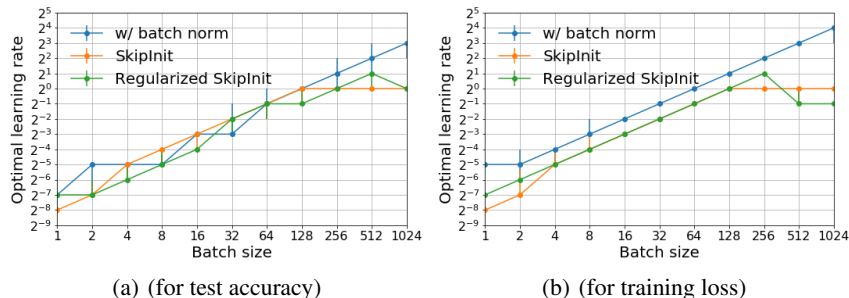 2^5
2^4
2^3
2^2
2^1
2^0
2^−1
2^−2
2^−3
2^−4
2^−5
2^−6
2^−7
2^−8
2^−9
Optimal learning rate
w/ batch norm
SkipInit
Regularized SkipInit
1 2 4 8 16 32 64 128 256 512 1024
Batch size
(a) (for test accuracy)
2^5
2^4
2^3
2^2
2^1
2^0
2^−1
2^−2
2^−3
2^−4
2^−5
2^−6
2^−7
2^−8
2^−9
Optimal learning rate
w/ batch norm
SkipInit
Regularized SkipInit
1 2 4 8 16 32 64 128 256 512 1024
Batch size
(b) (for training loss)